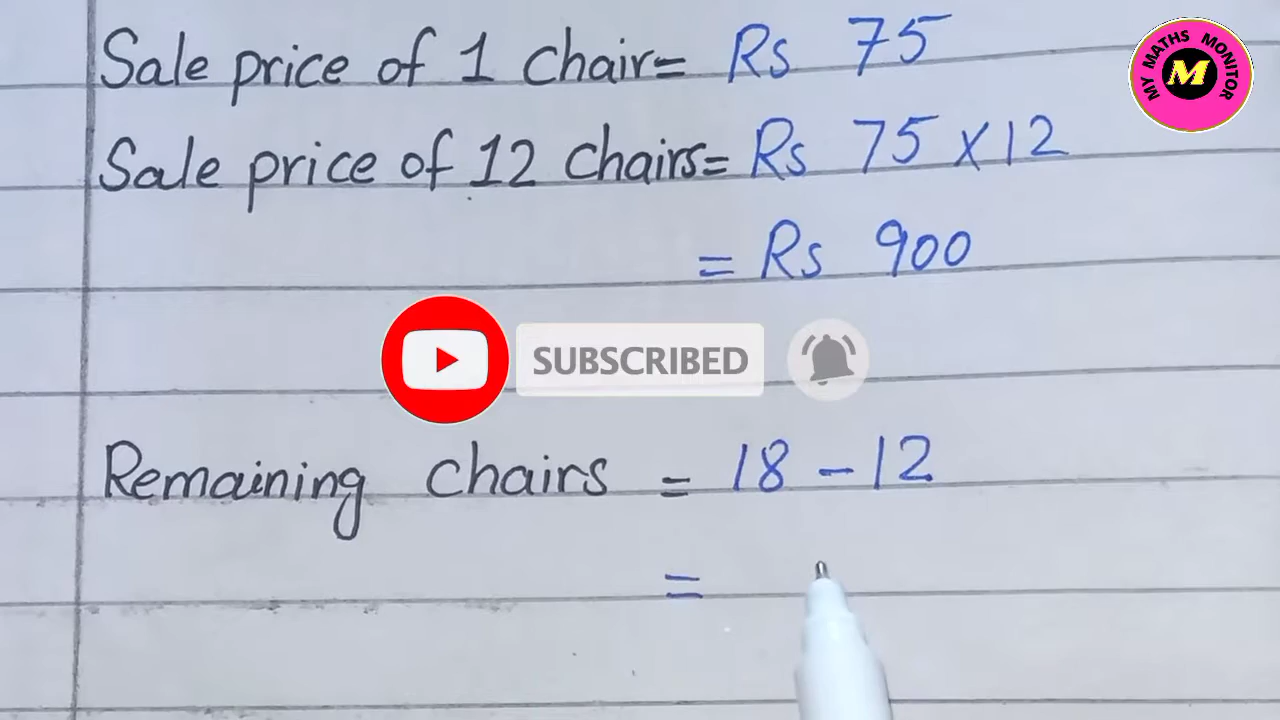 Sale price of 1 chair= Rs 75
Sale price of 12 chairs= Rs 75 x 12
= Rs 900
SUBSCRIBED
Remaining chairs = 18 - 12
=
MY MATHS MONITOR
M